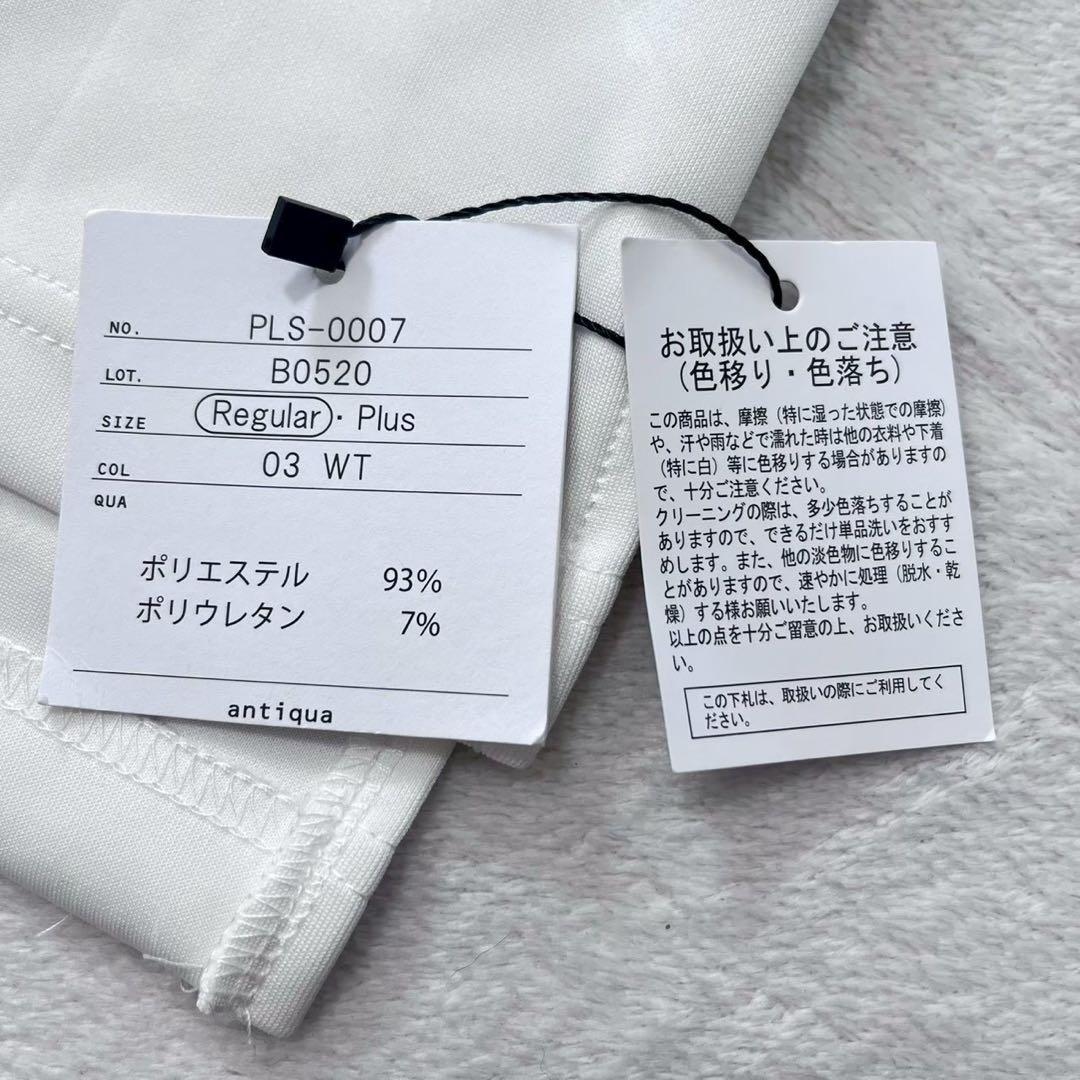 NO. PLS-0007
LOT. B0520
SIZE Regular・Plus
COL 03 WT
QUA
ポリエステル 93%
ポリウレタン 7%
antiqua
お取扱い上のご注意
(色移り・色落ち)
この商品は、摩擦(特に湿った状態での摩擦)
や、汗や雨などで濡れた時は他の衣料や下着
(特に白)等に色移りする場合がありますの
で、十分ご注意ください。
クリーニングの際は、多少色落ちすることが
ありますので、できるだけ単品洗いをおすす
めします。また、他の淡色物に色移りするこ
とがありますので、速やかに処理(脱水・乾
燥)する様お願いいたします。
以上の点を十分ご留意の上、お取扱いくださ
い。
この下札は、取扱いの際にご利用してく
ださい。